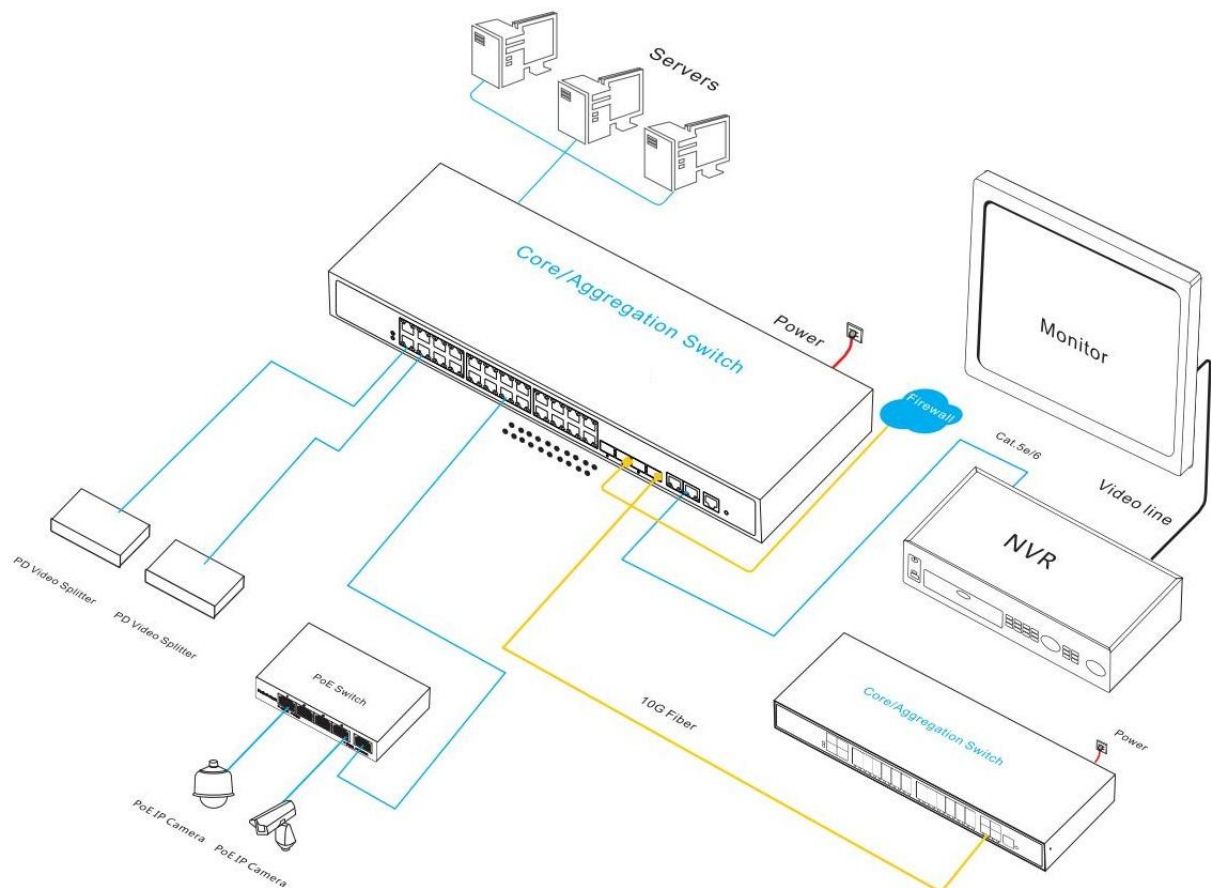 Servers
Core/Aggregation Switch
Power
Firewall
Monitor
Cat.5e/6
Video line
NVR
PD Video Splitter
PD Video Splitter
PoE Switch
10G Fiber
Core/Aggregation Switch
Power
PoE IP Camera
PoE IP Camera